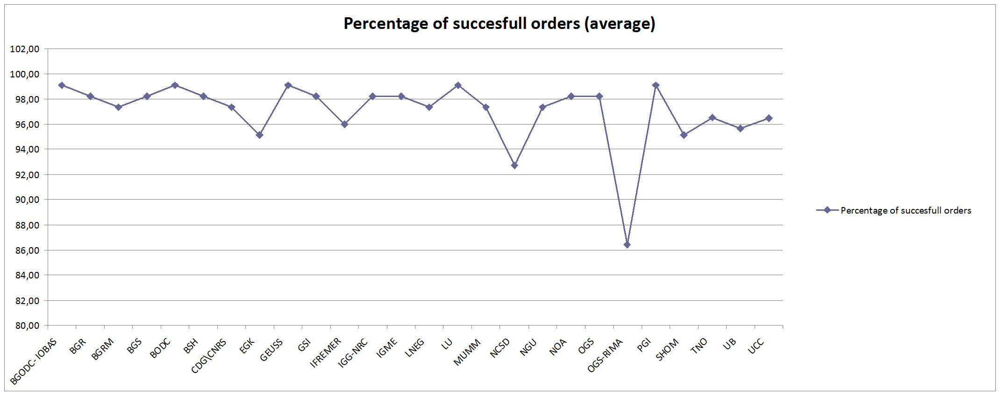 Percentage of succesfull orders (average)
102,00
100,00
98,00
96,00
94,00
92,00
90,00
88,00
86,00
84,00
82,00
80,00
BGODC- IOBAS
BGR
BGRM
BGS
BODC
BSH
CDG\CNRS
EGK
GEUSS
GSI
IFREMER
IGG-NRC
IGME
LNEG
LU
MUMM
NCSD
NGU
NOA
OGS
OGS-RIMA
PGI
SHOM
TNO
UB
UCC
Percentage of succesfull orders